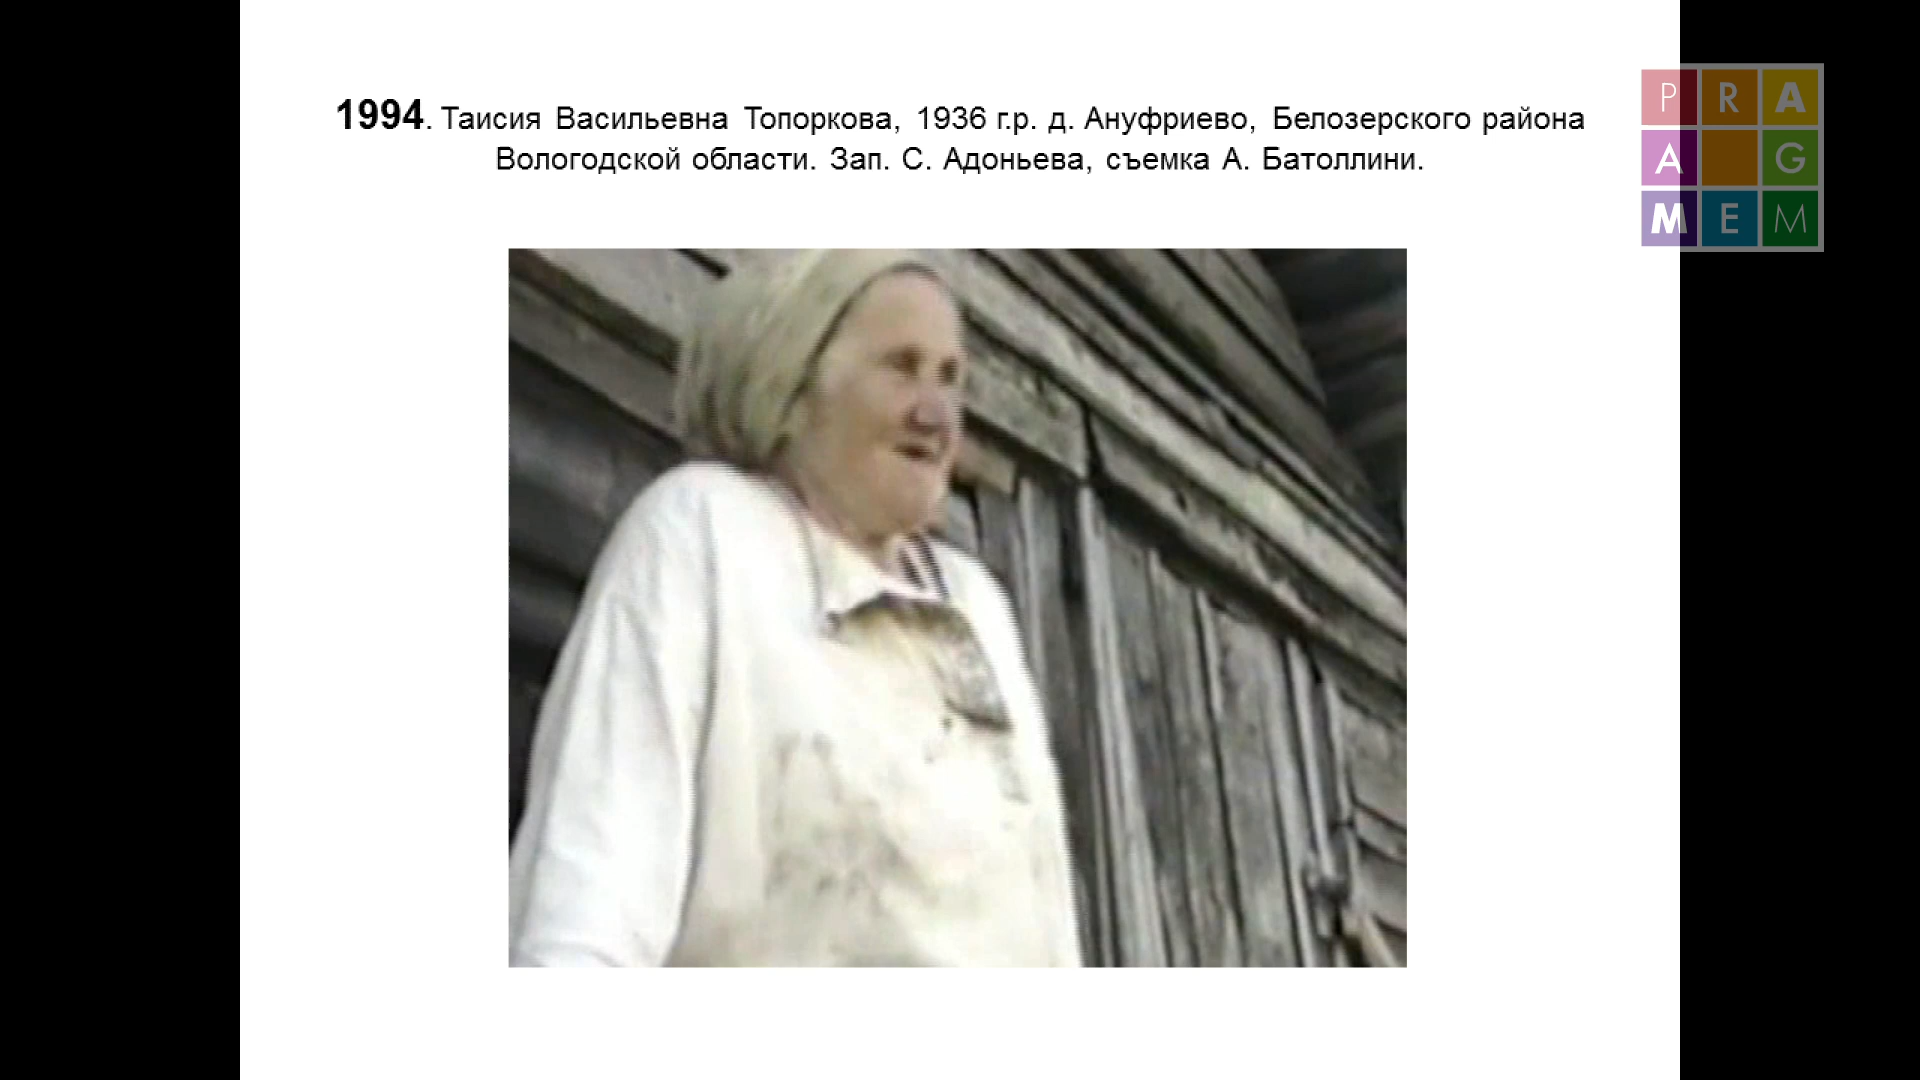 1994. Таисия Васильевна Топоркова, 1936 г.р. д. Ануфриево, Белозерского района
Вологодской области. Зап. С. Адоньева, съемка А. Батоллини.
P R A
A G
M E M